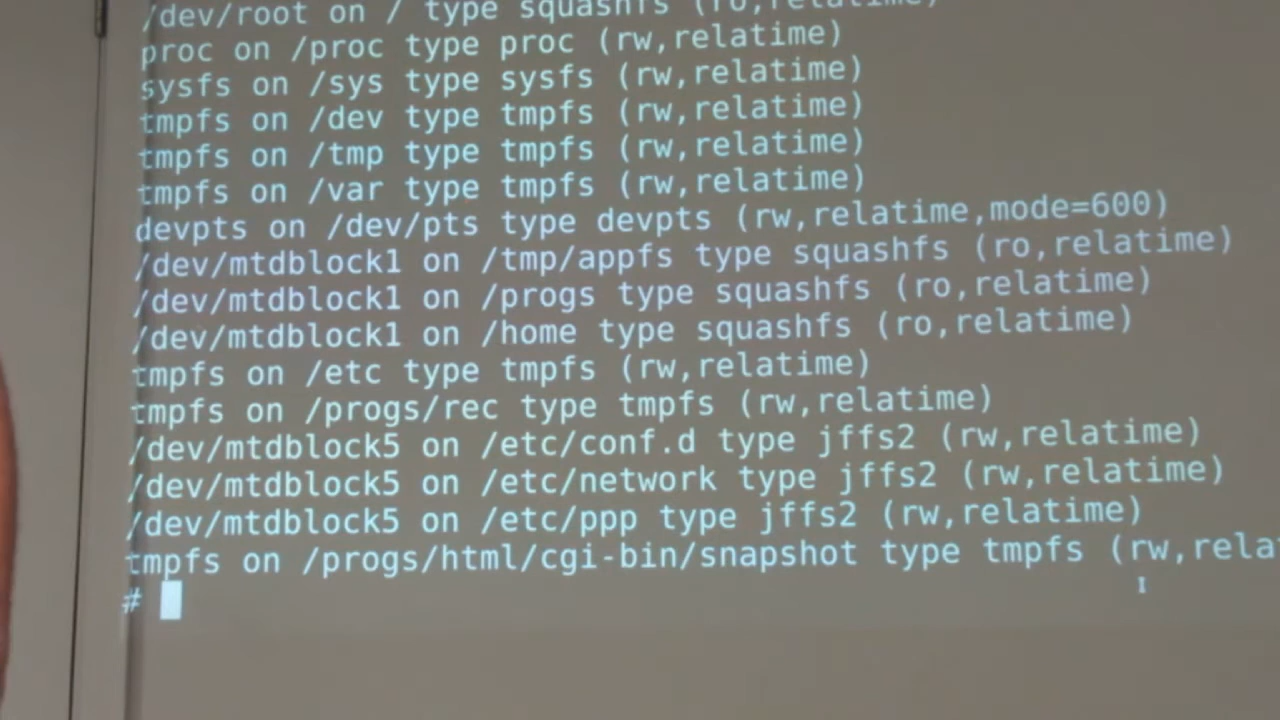 /dev/root on / type squashfs (ro,relatime)
proc on /proc type proc (rw,relatime)
sysfs on /sys type sysfs (rw,relatime)
tmpfs on /dev type tmpfs (rw,relatime)
tmpfs on /tmp type tmpfs (rw,relatime)
tmpfs on /var type tmpfs (rw,relatime)
devpts on /dev/pts type devpts (rw,relatime,mode=600)
/dev/mtdblock1 on /tmp/appfs type squashfs (ro,relatime)
/dev/mtdblock1 on /progs type squashfs (ro,relatime)
/dev/mtdblock1 on /home type squashfs (ro,relatime)
tmpfs on /etc type tmpfs (rw,relatime)
tmpfs on /progs/rec type tmpfs (rw,relatime)
/dev/mtdblock5 on /etc/conf.d type jffs2 (rw,relatime)
/dev/mtdblock5 on /etc/network type jffs2 (rw,relatime)
/dev/mtdblock5 on /etc/ppp type jffs2 (rw,relatime)
tmpfs on /progs/html/cgi-bin/snapshot type tmpfs (rw,rela
#